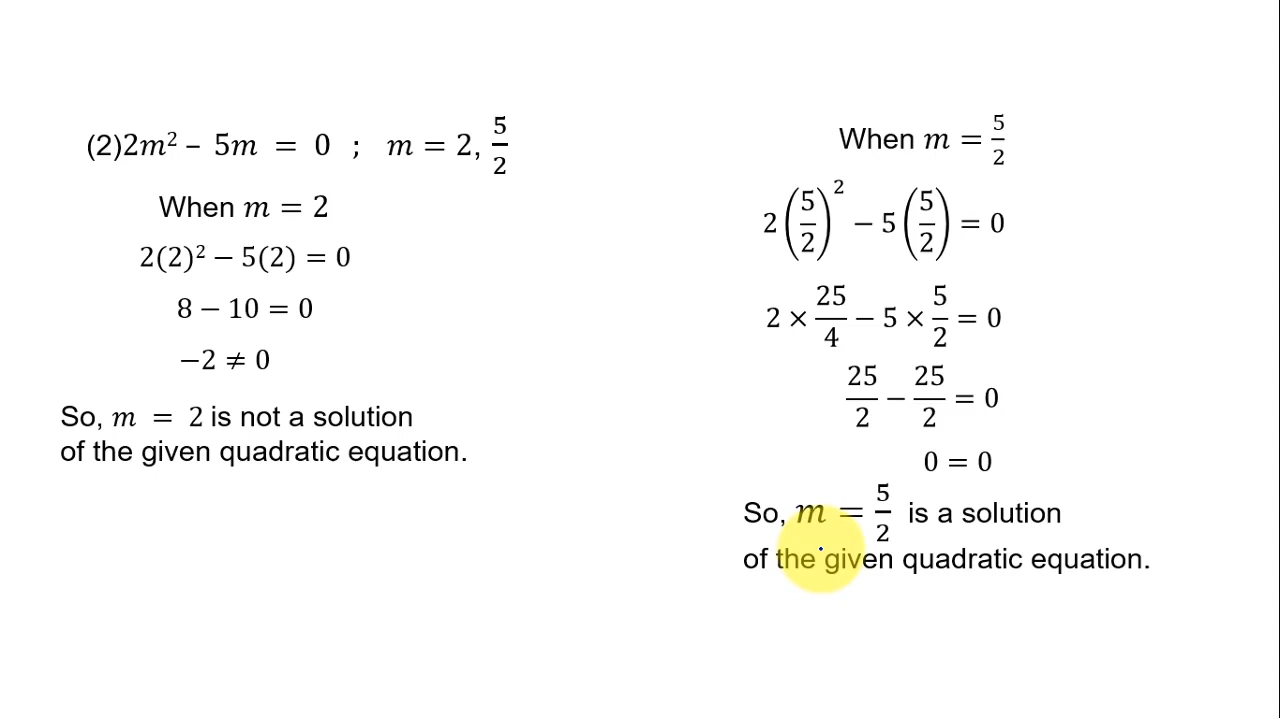 (2)2m² – 5m = 0 ; m = 2, 5/2
When m = 2
2(2)² − 5(2) = 0
8 − 10 = 0
−2 ≠ 0
So, m = 2 is not a solution
of the given quadratic equation.
When m = 5/2
2(5/2)² − 5(5/2) = 0
2 × 25/4 − 5 × 5/2 = 0
25/2 − 25/2 = 0
0 = 0
So, m = 5/2 is a solution
of the given quadratic equation.